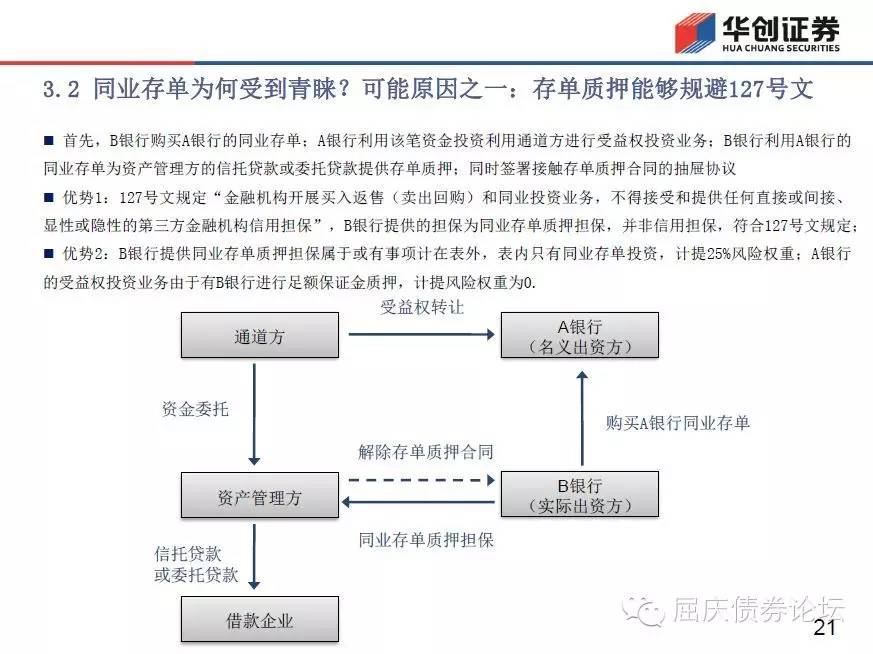 华创证券
HUA CHUANG SECURITIES
3.2 同业存单为何受到青睐？可能原因之一：存单质押能够规避127号文
■ 首先，B银行购买A银行的同业存单；A银行利用该笔资金投资利用通道方进行受益权投资业务；B银行利用A银行的
同业存单为资产管理方的信托贷款或委托贷款提供存单质押；同时签署接触存单质押合同的抽屉协议
■ 优势1：127号文规定“金融机构开展买入返售（卖出回购）和同业投资业务，不得接受和提供任何直接或间接、
显性或隐性的第三方金融机构信用担保”，B银行提供的担保为同业存单质押担保，并非信用担保，符合127号文规定；
■ 优势2：B银行提供同业存单质押担保属于或有事项计在表外，表内只有同业存单投资，计提25%风险权重；A银行
的受益权投资业务由于有B银行进行足额保证金质押，计提风险权重为0.
受益权转让
通道方
A银行
（名义出资方）
资金委托
购买A银行同业存单
解除存单质押合同
资产管理方
B银行
（实际出资方）
同业存单质押担保
信托贷款
或委托贷款
借款企业
屈庆债券论坛
21